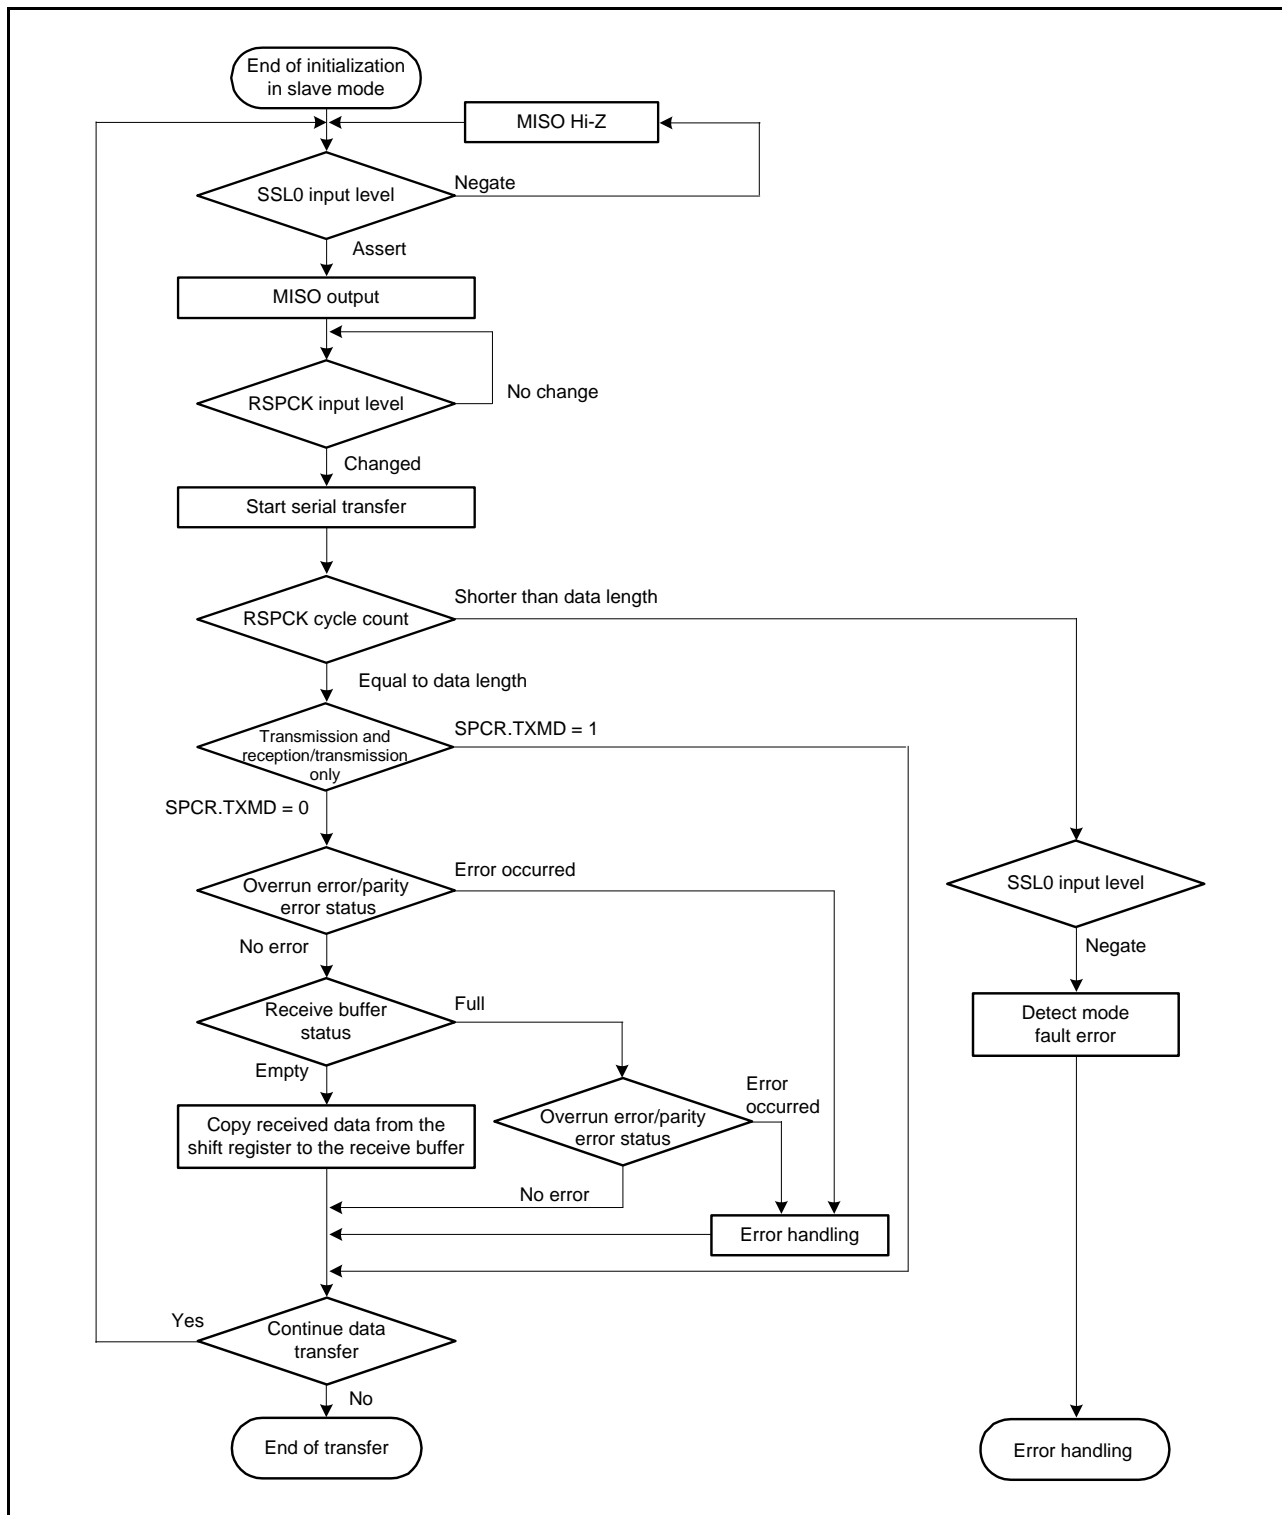 End of initialization
in slave mode
MISO Hi-Z
SSL0 input level
Negate
Assert
MISO output
RSPCK input level
No change
Changed
Start serial transfer
RSPCK cycle count
Shorter than data length
Equal to data length
Transmission and
reception/transmission
only
SPCR.TXMD = 1
SPCR.TXMD = 0
Overrun error/parity
error status
Error occurred
SSL0 input level
No error
Negate
Receive buffer
status
Full
Detect mode
fault error
Empty
Copy received data from the
shift register to the receive buffer
Overrun error/parity
error status
Error
occurred
No error
Error handling
Yes
Continue data
transfer
No
End of transfer
Error handling